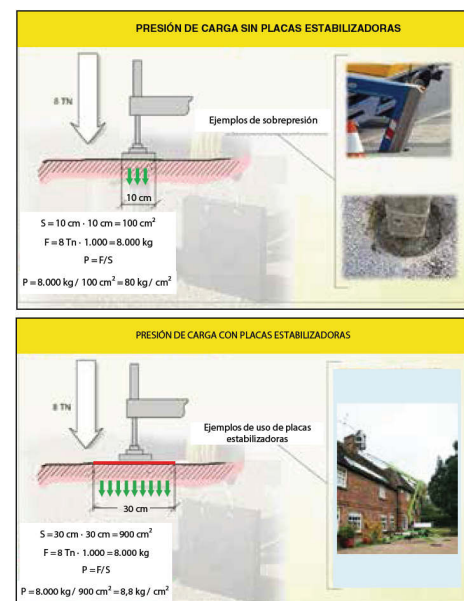 PRESIÓN DE CARGA SIN PLACAS ESTABILIZADORAS
8 TN
Ejemplos de sobrepresión
10 cm
S = 10 cm · 10 cm = 100 cm²
F = 8 Tn · 1.000 = 8.000 kg
P = F/S
P = 8.000 kg / 100 cm² = 80 kg / cm²
PRESIÓN DE CARGA CON PLACAS ESTABILIZADORAS
8 TN
Ejemplos de uso de placas
estabilizadoras
30 cm
S = 30 cm · 30 cm = 900 cm²
F = 8 Tn · 1.000 = 8.000 kg
P = F/S
P = 8.000 kg / 900 cm² = 8,8 kg / cm²